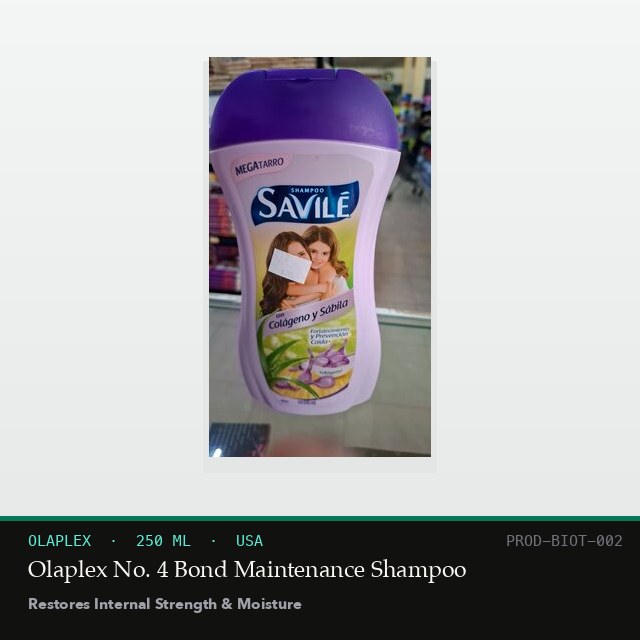 MEGATARRO
SHAMPOO
SAVILÉ
con
Colágeno y Sábila
Fortalecimiento
y Prevención
Caída
OLAPLEX · 250 ML · USA
PROD–BIOT–002
Olaplex No. 4 Bond Maintenance Shampoo
Restores Internal Strength & Moisture